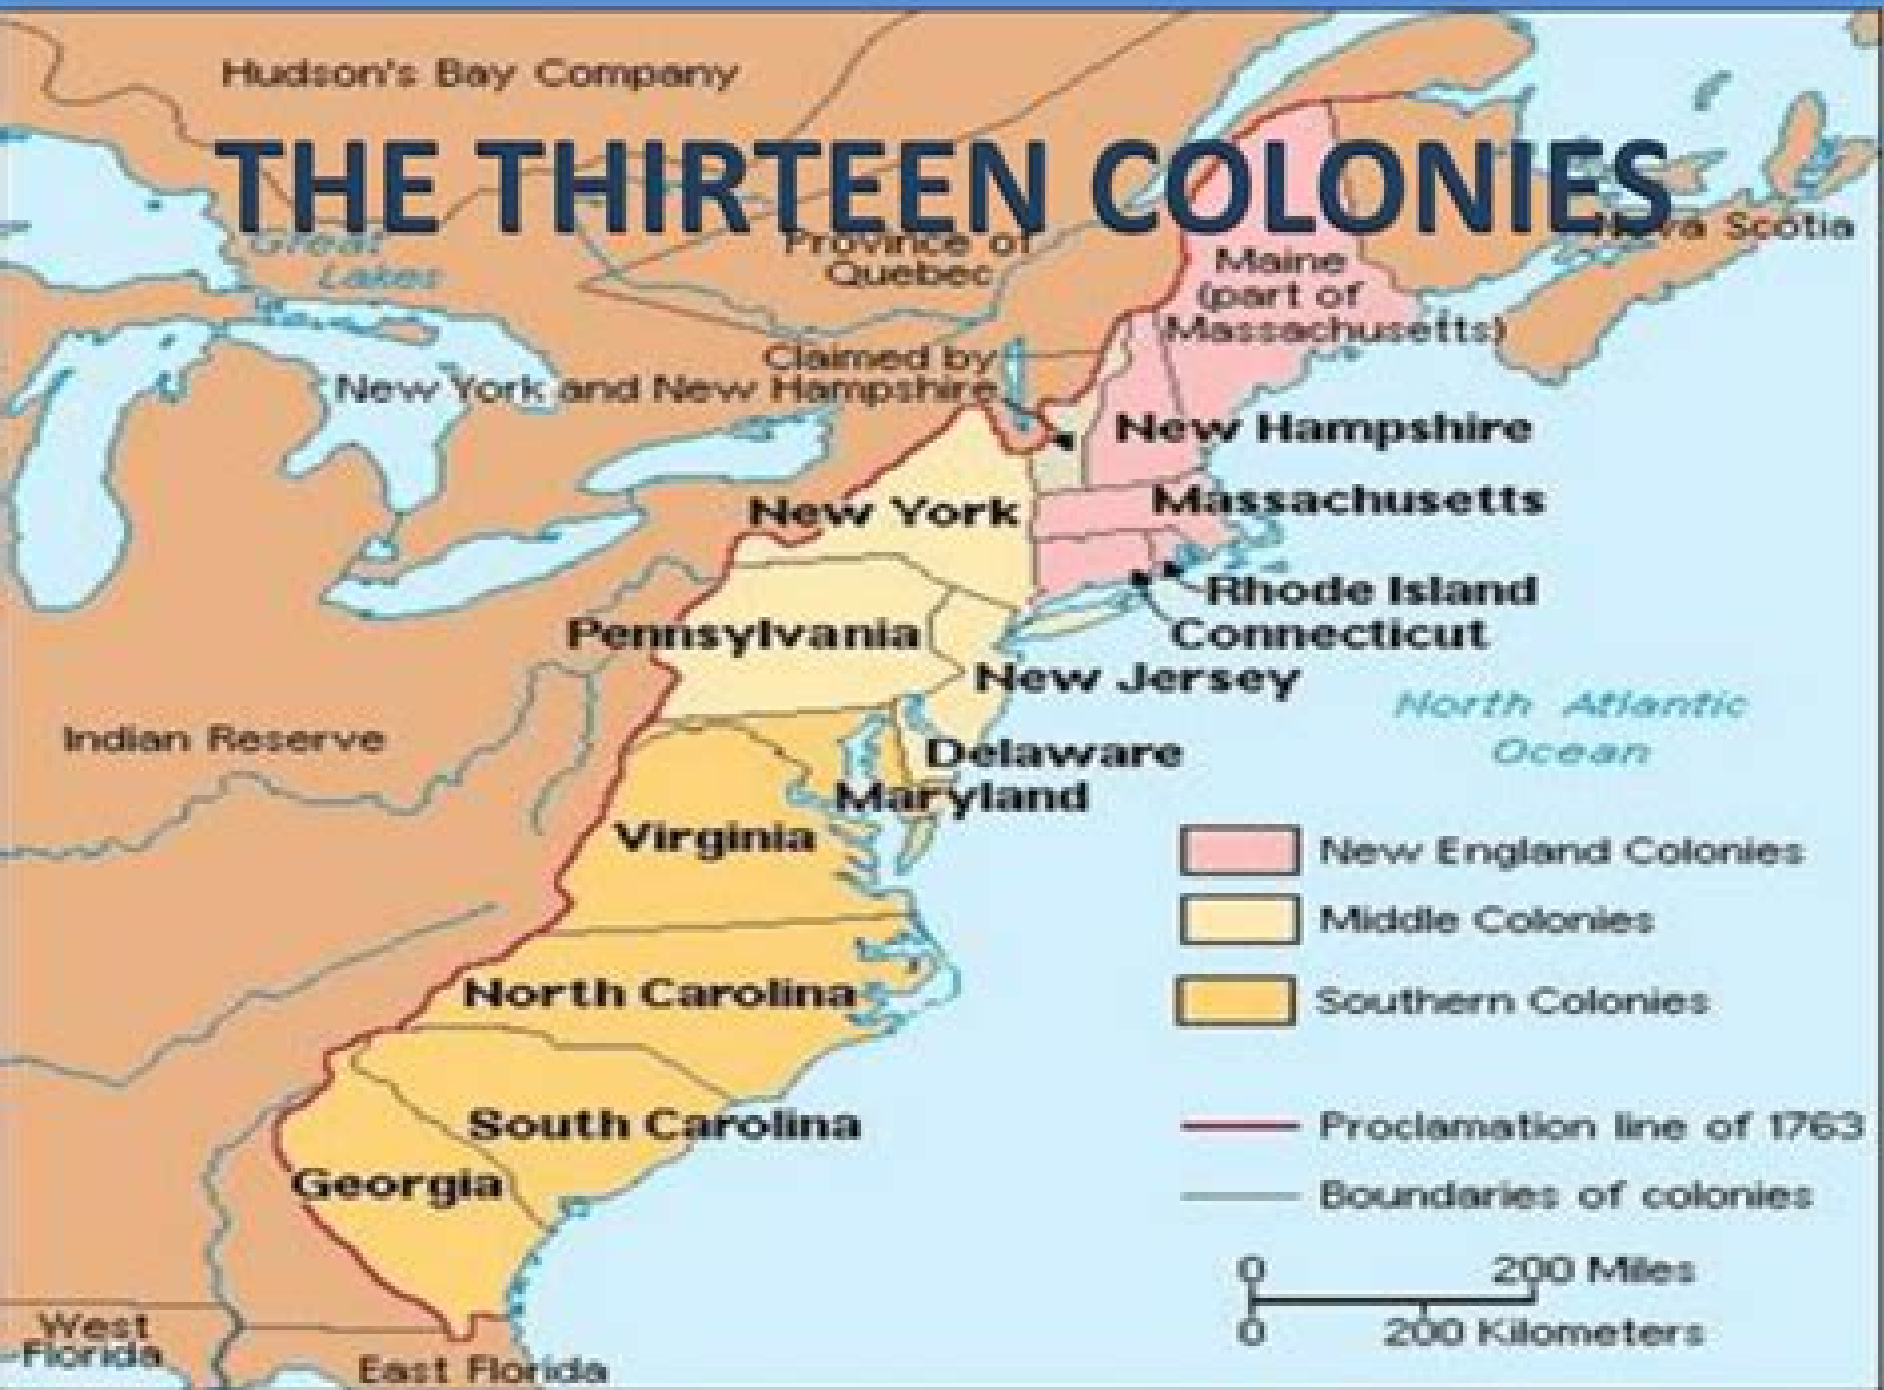 Hudson's Bay Company
THE THIRTEEN COLONIES
Great
Lakes
Province of
Quebec
Nova Scotia
Maine
(part of
Massachusetts)
Claimed by
New York and New Hampshire
New Hampshire
Massachusetts
New York
Rhode Island
Connecticut
Pennsylvania
New Jersey
North Atlantic
Ocean
Indian Reserve
Delaware
Maryland
Virginia
New England Colonies
Middle Colonies
Southern Colonies
North Carolina
South Carolina
Georgia
Proclamation line of 1763
Boundaries of colonies
0 200 Miles
0 200 Kilometers
West
Florida
East Florida